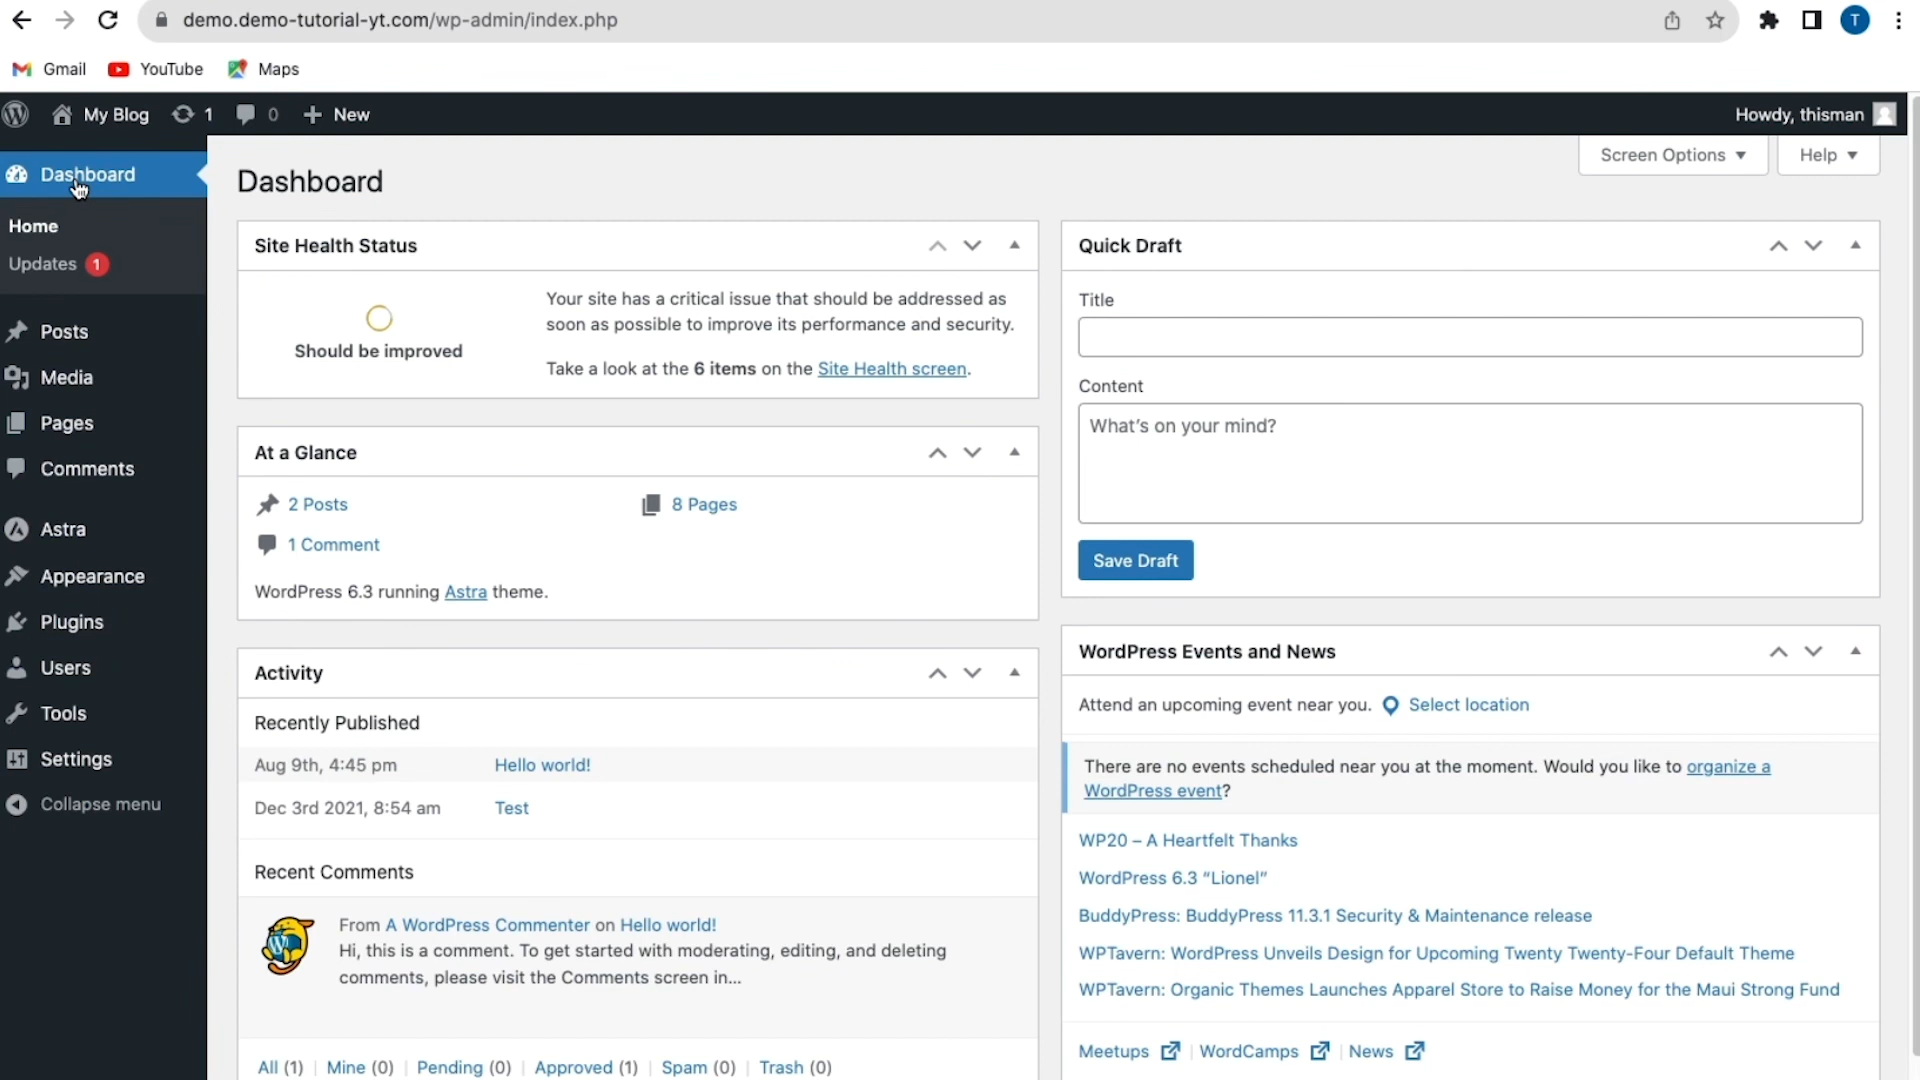 demo.demo-tutorial-yt.com/wp-admin/index.php
T
Gmail
YouTube
Maps
My Blog
1
0
New
Howdy, thisman
Dashboard
Home
Updates 1
Posts
Media
Pages
Comments
Astra
Appearance
Plugins
Users
Tools
Settings
Collapse menu
Screen Options
Help
Dashboard
Site Health Status
Should be improved
Your site has a critical issue that should be addressed as
soon as possible to improve its performance and security.
Take a look at the 6 items on the Site Health screen.
At a Glance
2 Posts
8 Pages
1 Comment
WordPress 6.3 running Astra theme.
Activity
Recently Published
Aug 9th, 4:45 pm Hello world!
Dec 3rd 2021, 8:54 am Test
Recent Comments
From A WordPress Commenter on Hello world!
Hi, this is a comment. To get started with moderating, editing, and deleting
comments, please visit the Comments screen in...
All (1) | Mine (0) | Pending (0) | Approved (1) | Spam (0) | Trash (0)
Quick Draft
Title
Content
What's on your mind?
Save Draft
WordPress Events and News
Attend an upcoming event near you. Select location
There are no events scheduled near you at the moment. Would you like to organize a
WordPress event?
WP20 – A Heartfelt Thanks
WordPress 6.3 “Lionel”
BuddyPress: BuddyPress 11.3.1 Security & Maintenance release
WPTavern: WordPress Unveils Design for Upcoming Twenty Twenty-Four Default Theme
WPTavern: Organic Themes Launches Apparel Store to Raise Money for the Maui Strong Fund
Meetups | WordCamps | News